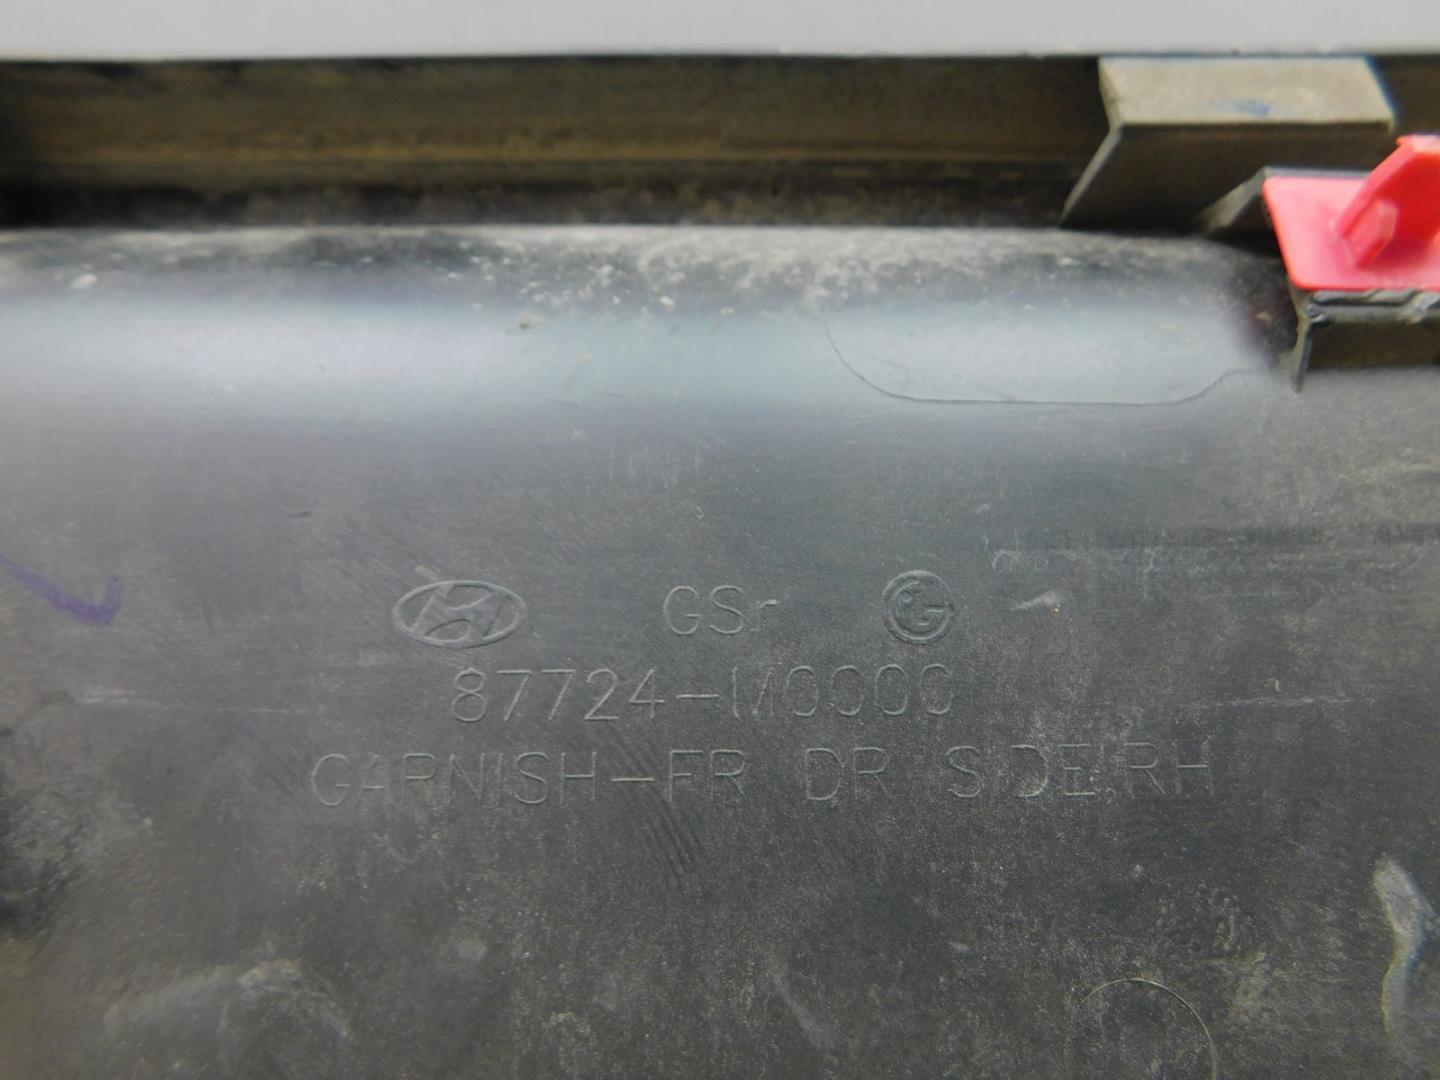 GSr
87724-M0000
GARNISH-FR DR SIDE,RH